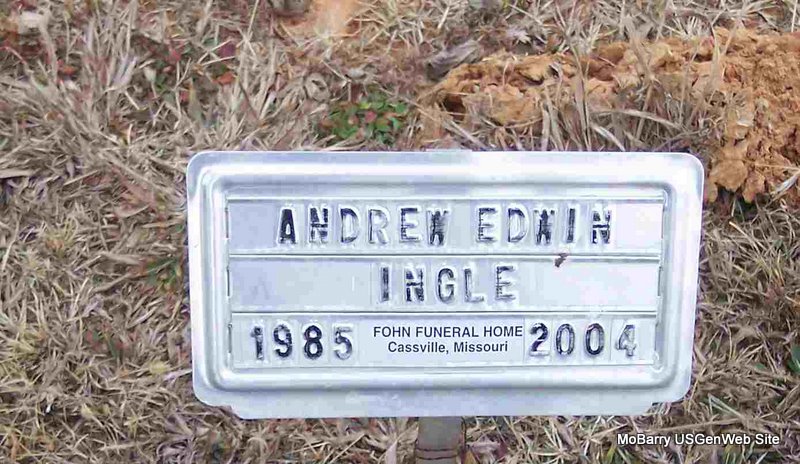 ANDREW EDWIN
INGLE
1985 FOHN FUNERAL HOME 2004
Cassville, Missouri
MoBarry USGenWeb Site